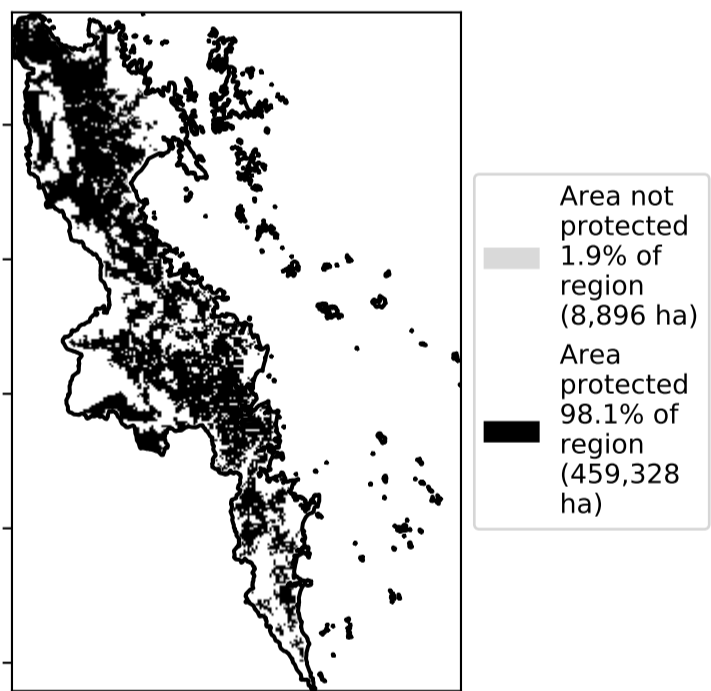 Area not
protected
1.9% of
region
(8,896 ha)
Area
protected
98.1% of
region
(459,328
ha)